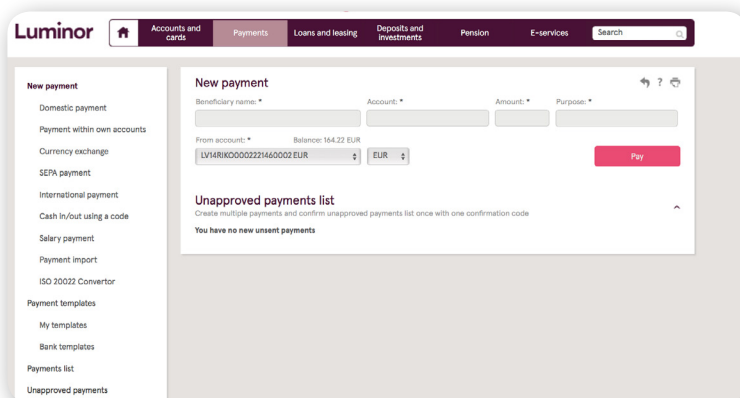 Luminor
Accounts and
cards
Payments
Loans and leasing
Deposits and
investments
Pension
E-services
Search
New payment
Domestic payment
Payment within own accounts
Currency exchange
SEPA payment
International payment
Cash in/out using a code
Salary payment
Payment import
ISO 20022 Convertor
Payment templates
My templates
Bank templates
Payments list
Unapproved payments
New payment
?
Beneficiary name: * Account: * Amount: * Purpose: *
From account: * Balance: 164.22 EUR
LV14RIKO0002221460002 EUR EUR Pay
Unapproved payments list
Create multiple payments and confirm unapproved payments list once with one confirmation code
You have no new unsent payments